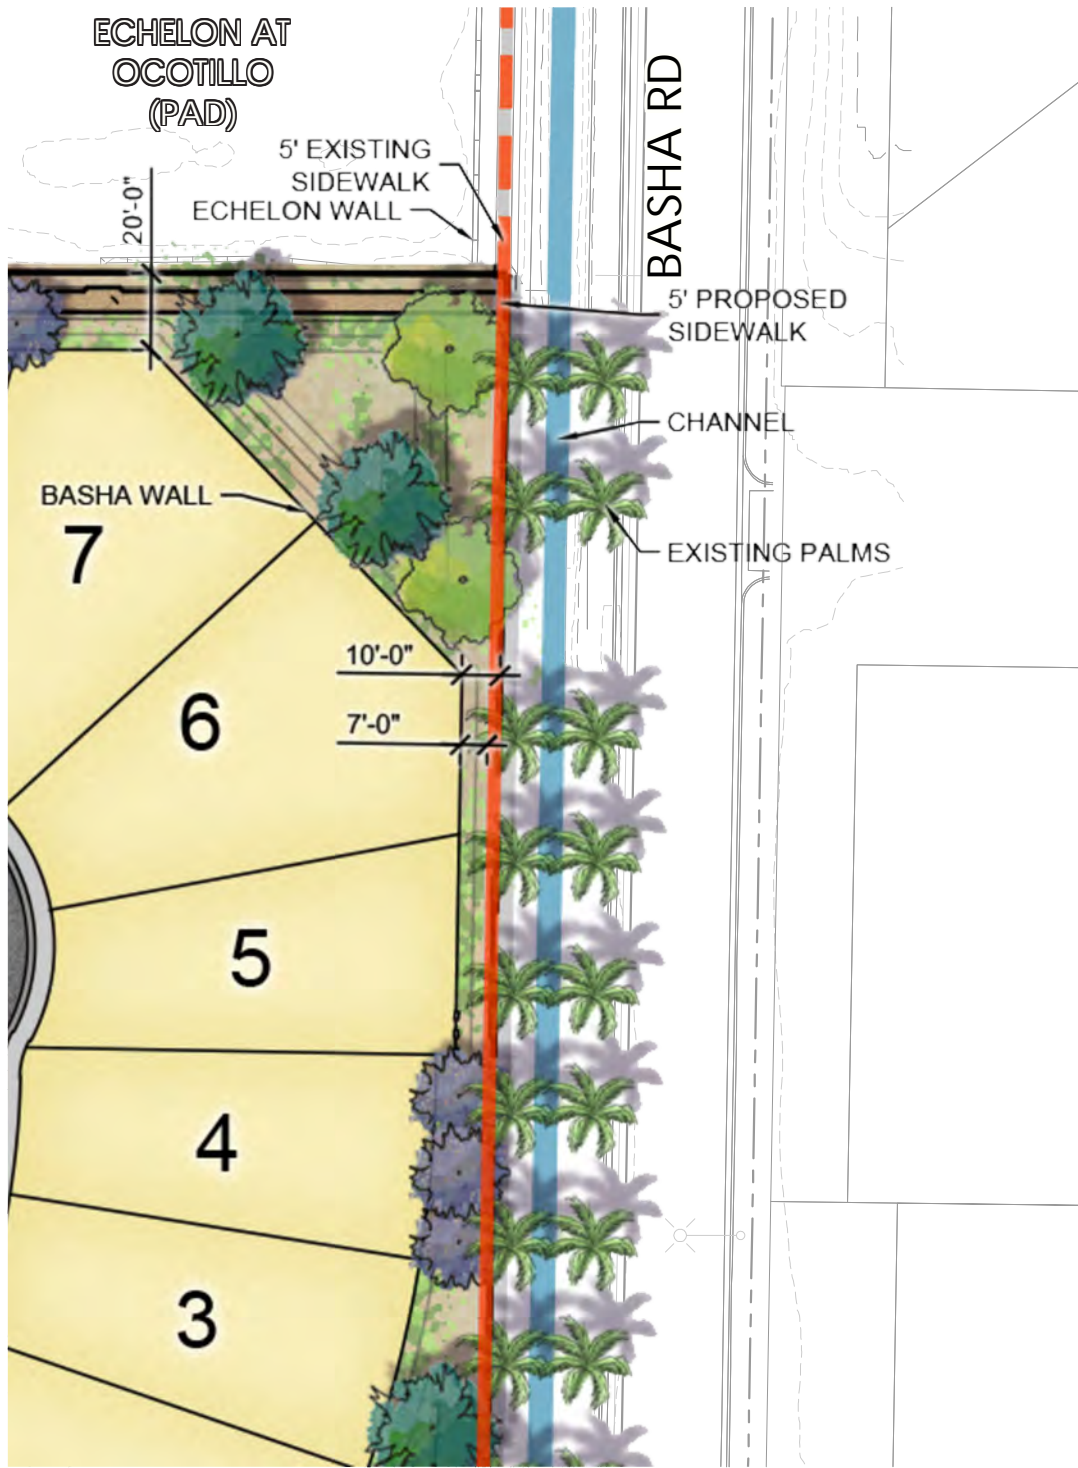 ECHELON AT
OCOTILLO
(PAD)
BASHA RD
5' EXISTING
SIDEWALK
ECHELON WALL
20'-0"
5' PROPOSED
SIDEWALK
CHANNEL
BASHA WALL
7
EXISTING PALMS
10'-0"
6
7'-0"
5
4
3